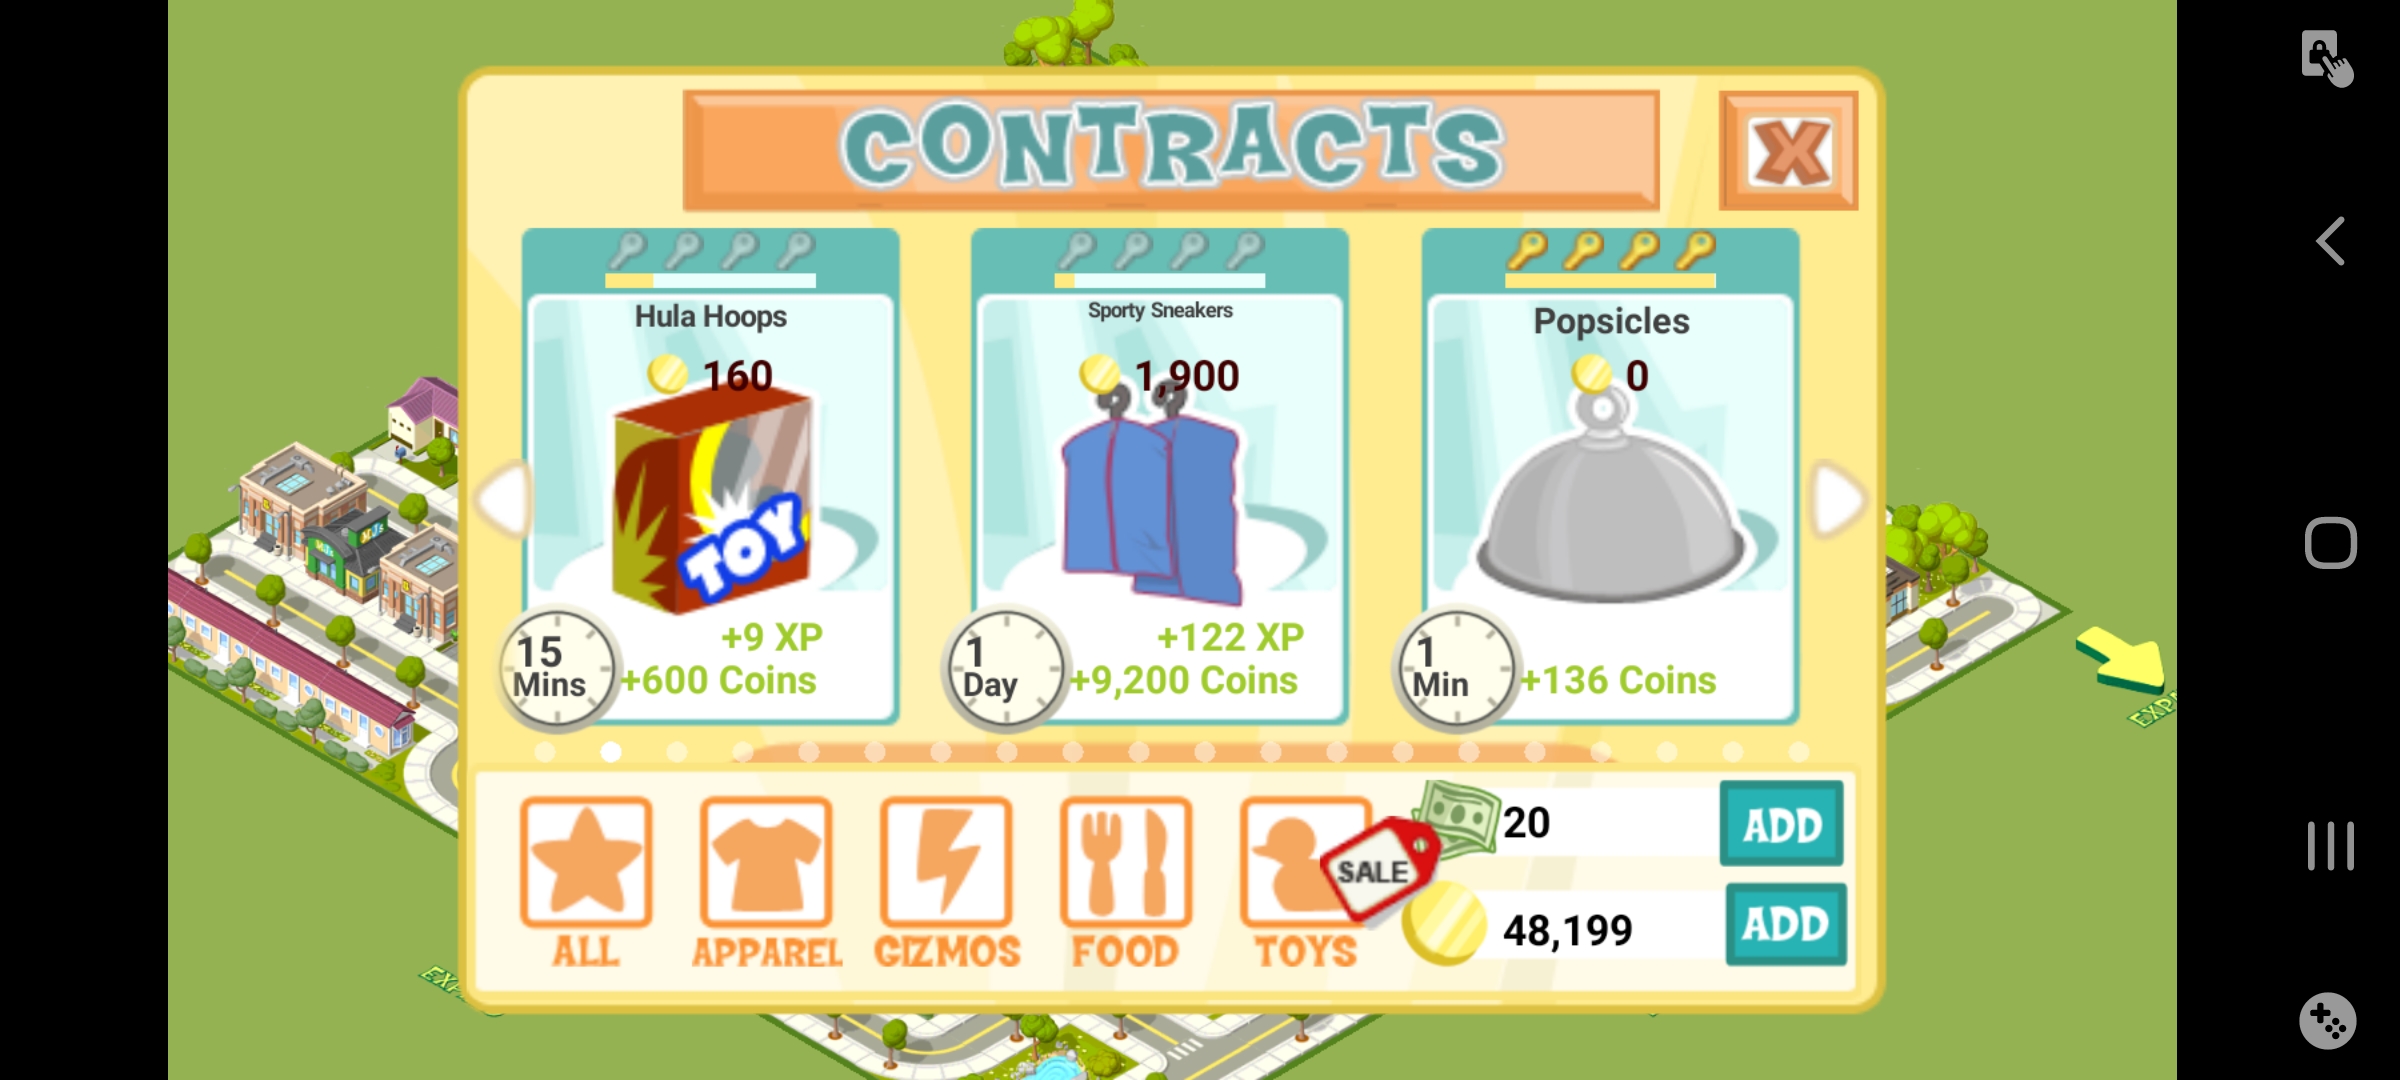 CONTRACTS
X
Hula Hoops
160
TOY
15
Mins
+9 XP
+600 Coins
Sporty Sneakers
1,900
1
Day
+122 XP
+9,200 Coins
Popsicles
0
1
Min
+136 Coins
ALL
APPAREL
GIZMOS
FOOD
TOYS
SALE
20
ADD
48,199
ADD